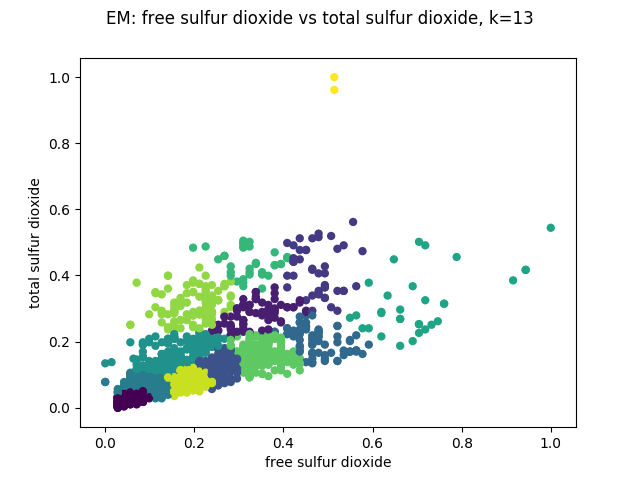 EM: free sulfur dioxide vs total sulfur dioxide, k=13
1.0
0.8
0.6
0.4
0.2
0.0
total sulfur dioxide
0.0 0.2 0.4 0.6 0.8 1.0
free sulfur dioxide